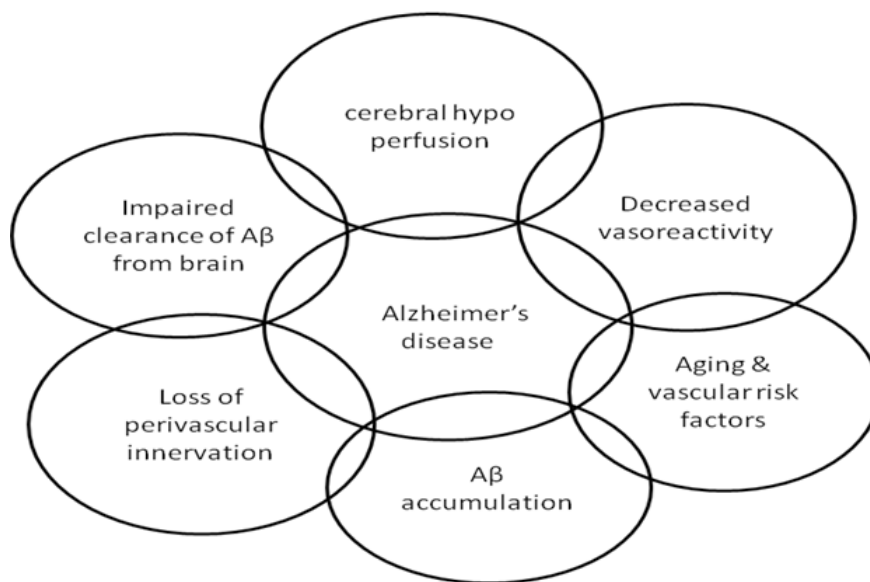 cerebral hypo
perfusion
Impaired
clearance of Aβ
from brain
Decreased
vasoreactivity
Alzheimer's
disease
Aging &
vascular risk
factors
Loss of
perivascular
innervation
Aβ
accumulation